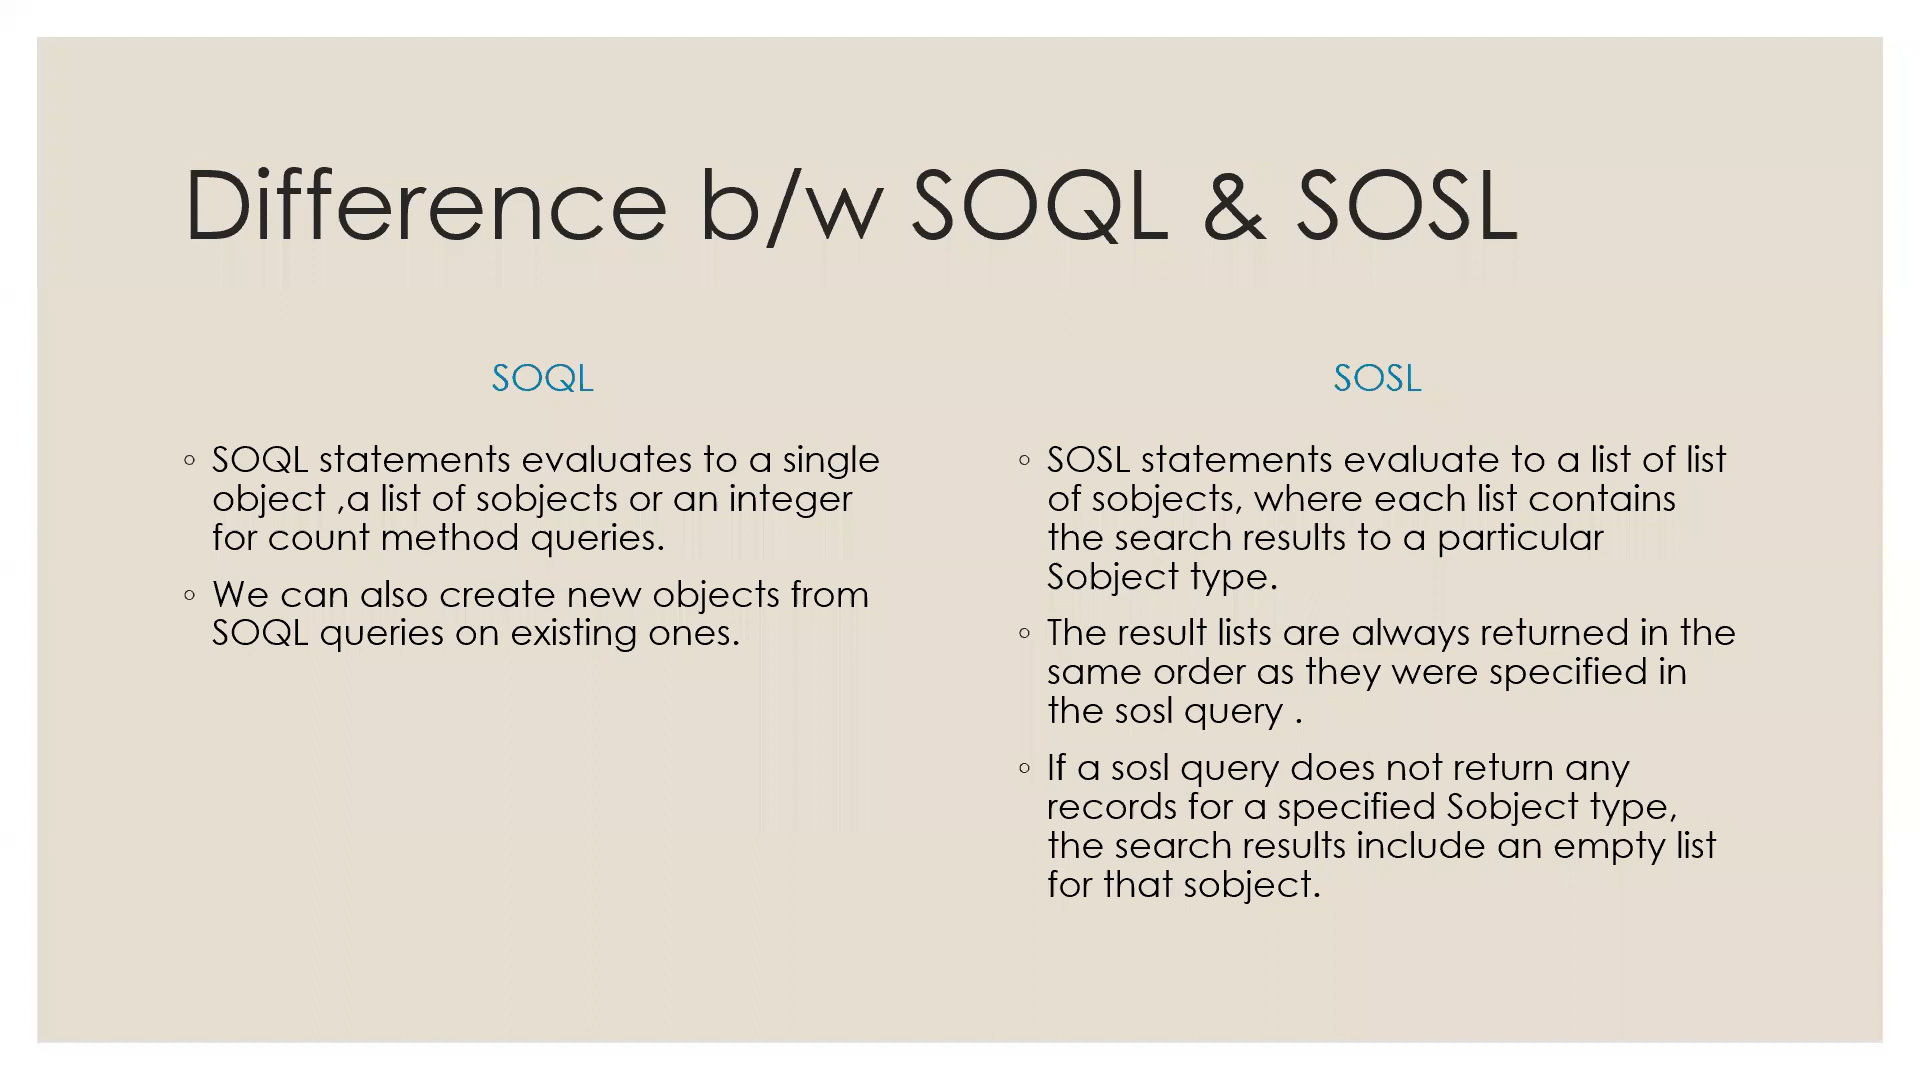 Difference b/w SOQL & SOSL
SOQL
◦ SOQL statements evaluates to a single
object ,a list of sobjects or an integer
for count method queries.
◦ We can also create new objects from
SOQL queries on existing ones.
SOSL
◦ SOSL statements evaluate to a list of list
of sobjects, where each list contains
the search results to a particular
Sobject type.
◦ The result lists are always returned in the
same order as they were specified in
the sosl query .
◦ If a sosl query does not return any
records for a specified Sobject type,
the search results include an empty list
for that sobject.